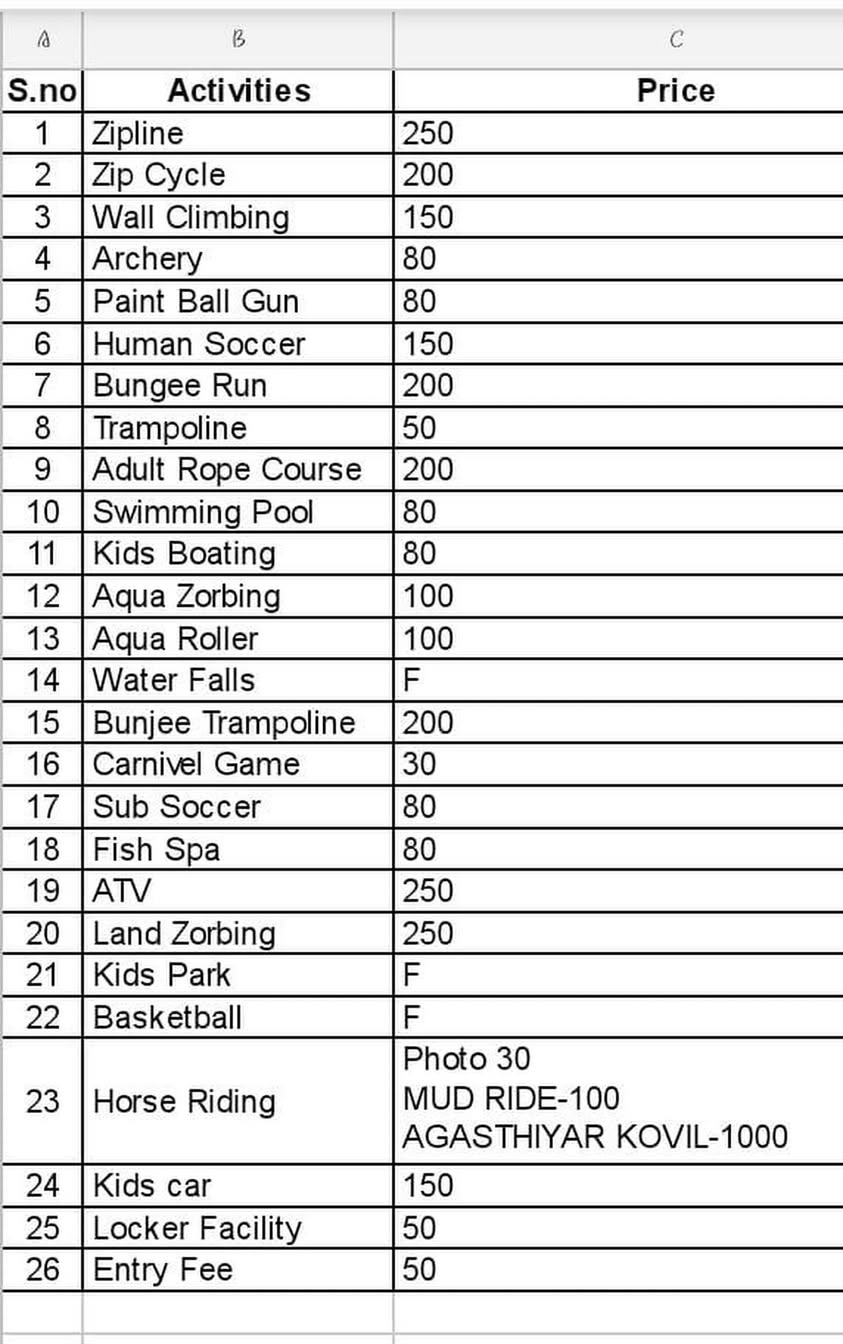 A B C
S.no Activities Price
1 Zipline 250
2 Zip Cycle 200
3 Wall Climbing 150
4 Archery 80
5 Paint Ball Gun 80
6 Human Soccer 150
7 Bungee Run 200
8 Trampoline 50
9 Adult Rope Course 200
10 Swimming Pool 80
11 Kids Boating 80
12 Aqua Zorbing 100
13 Aqua Roller 100
14 Water Falls F
15 Bunjee Trampoline 200
16 Carnivel Game 30
17 Sub Soccer 80
18 Fish Spa 80
19 ATV 250
20 Land Zorbing 250
21 Kids Park F
22 Basketball F
23 Horse Riding Photo 30
MUD RIDE-100
AGASTHIYAR KOVIL-1000
24 Kids car 150
25 Locker Facility 50
26 Entry Fee 50